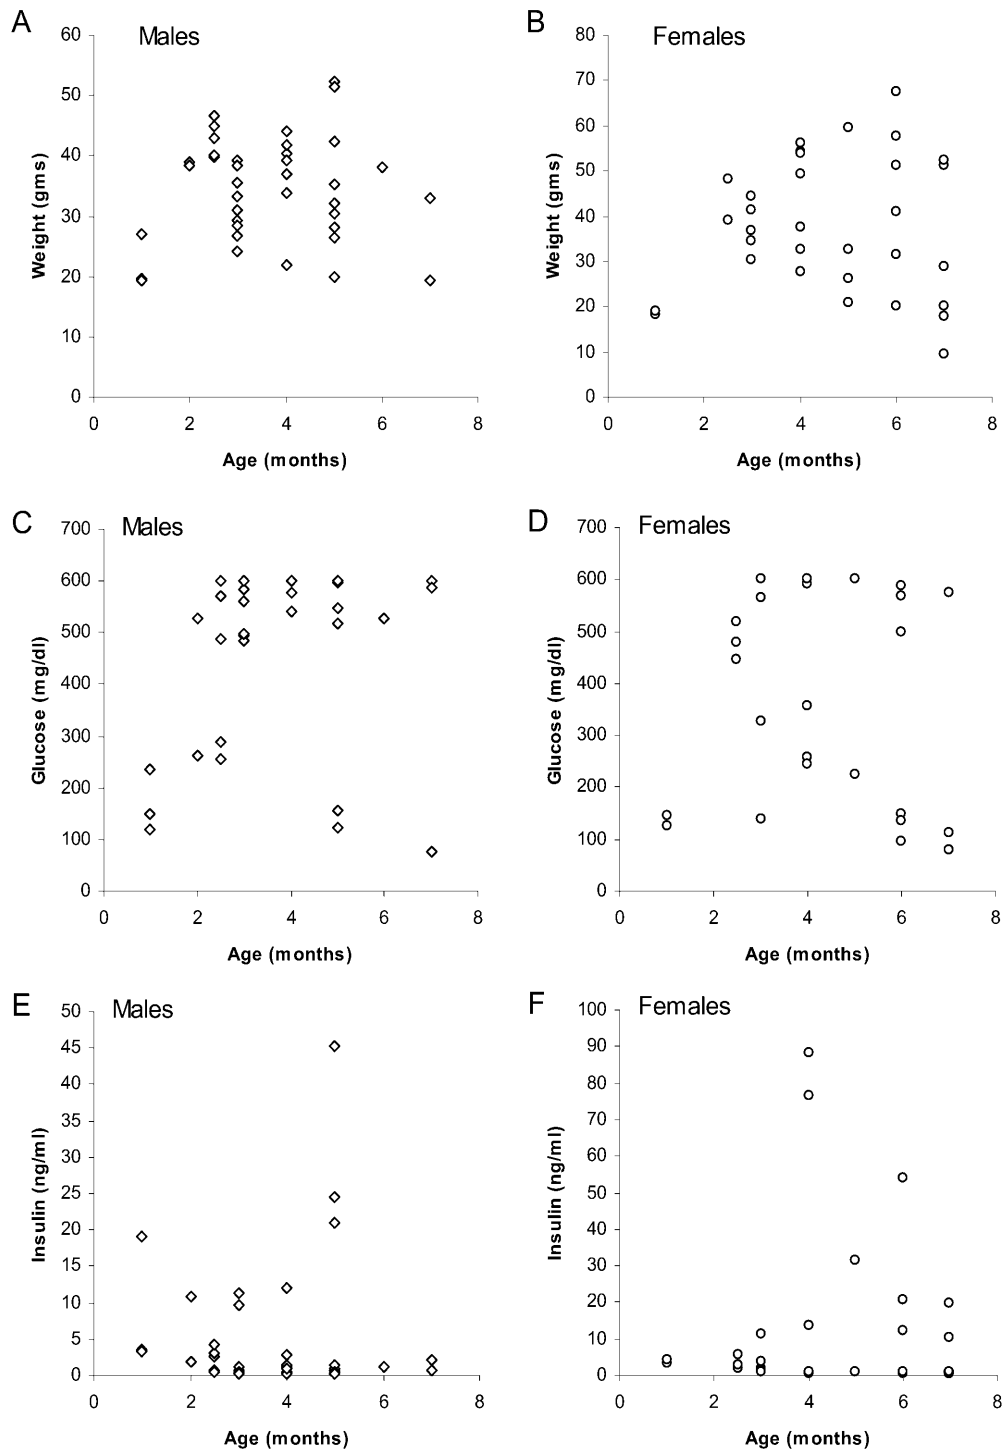 A
Males
60
50
40
30
20
10
0
0 2 4 6 8
Weight (gms)
Age (months)
B
Females
80
70
60
50
40
30
20
10
0
0 2 4 6 8
Weight (gms)
Age (months)
C
Males
700
600
500
400
300
200
100
0
0 2 4 6 8
Glucose (mg/dl)
Age (months)
D
Females
700
600
500
400
300
200
100
0
0 2 4 6 8
Glucose (mg/dl)
Age (months)
E
Males
50
45
40
35
30
25
20
15
10
5
0
0 2 4 6 8
Insulin (ng/ml)
Age (months)
F
Females
100
90
80
70
60
50
40
30
20
10
0
0 2 4 6 8
Insulin (ng/ml)
Age (months)